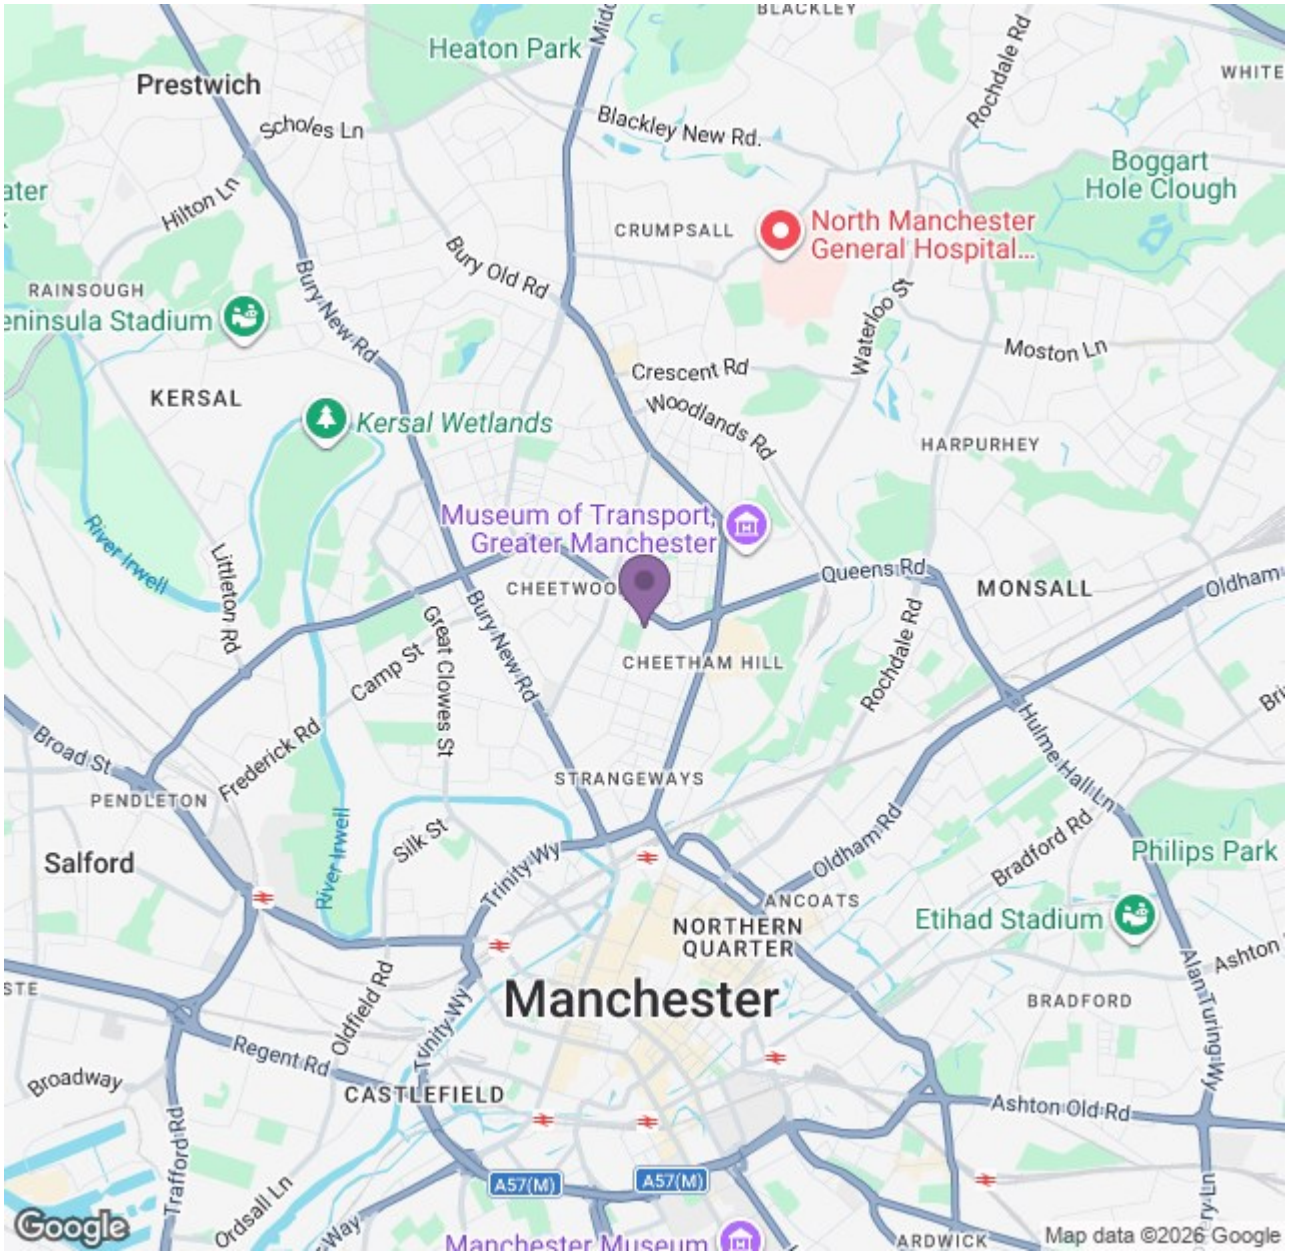 BLACKLEY
Heaton Park
Prestwich
WHITE
Scholes Ln
Rochdale Rd
Blackley New Rd.
Boggart
Hole Clough
Hilton Ln
CRUMPSALL
North Manchester
General Hospital...
Bury Old Rd
RAINSOUGH
eninsula Stadium
Bury New Rd
Waterloo St
Moston Ln
Crescent Rd
KERSAL
Kersal Wetlands
Woodlands Rd
HARPURHEY
Museum of Transport,
Greater Manchester
River Irwell
Littleton Rd
CHEETWOO
Queens Rd
MONSALL
Oldham
Bury New Rd
Great Clowes St
Camp St
CHEETHAM HILL
Rochdale Rd
Broad St
Frederick Rd
Hulme Hall Ln
STRANGEWAYS
PENDLETON
Salford
Silk St
River Irwell
Trinity Wy
Oldham Rd
Bradford Rd
Philips Park
ANCOATS
NORTHERN
QUARTER
Etihad Stadium
Ashton
Alan Turing Wy
STE
Oldfield Rd
Manchester
BRADFORD
Trinity Wy
Regent Rd
Broadway
CASTLEFIELD
Ashton Old Rd
Trafford Rd
A57(M)
A57(M)
Ordsall Ln
Way
Google
Manchester Museum
ARDWICK
Map data ©2026 Google